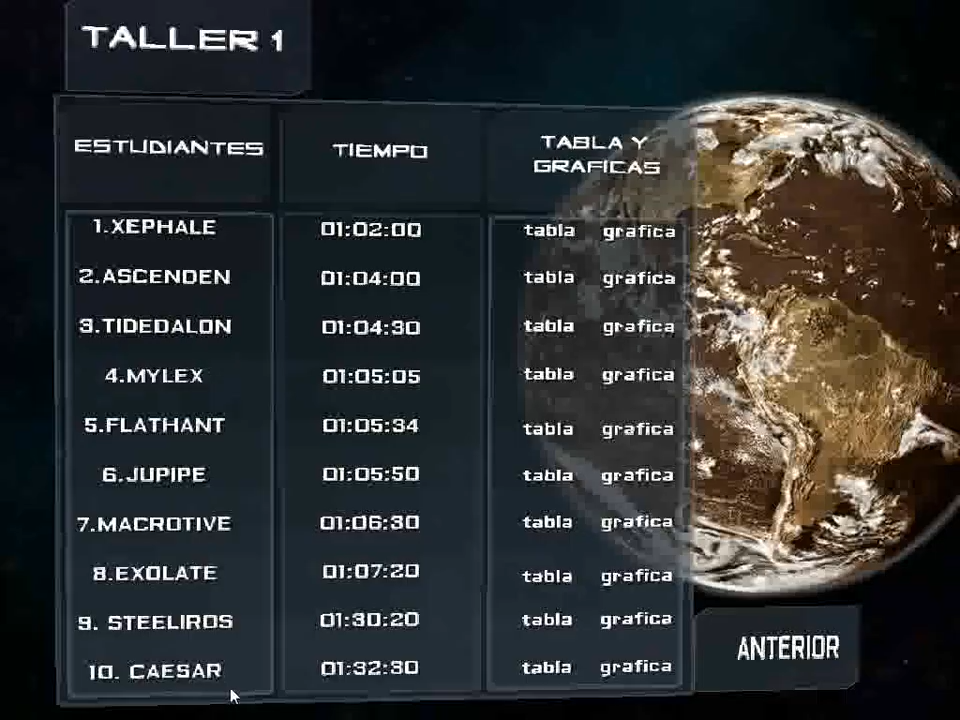 TALLER 1
ESTUDIANTES TIEMPO TABLA Y
GRAFICAS
1.XEPHALE 01:02:00 tabla grafica
2.ASCENDEN 01:04:00 tabla grafica
3.TIDEDALON 01:04:30 tabla grafica
4.MYLEX 01:05:05 tabla grafica
5.FLATHANT 01:05:34 tabla grafica
6.JUPIPE 01:05:50 tabla grafica
7.MACROTIVE 01:06:30 tabla grafica
8.EXOLATE 01:07:20 tabla grafica
9. STEELIROS 01:30:20 tabla grafica
10. CAESAR 01:32:30 tabla grafica
ANTERIOR